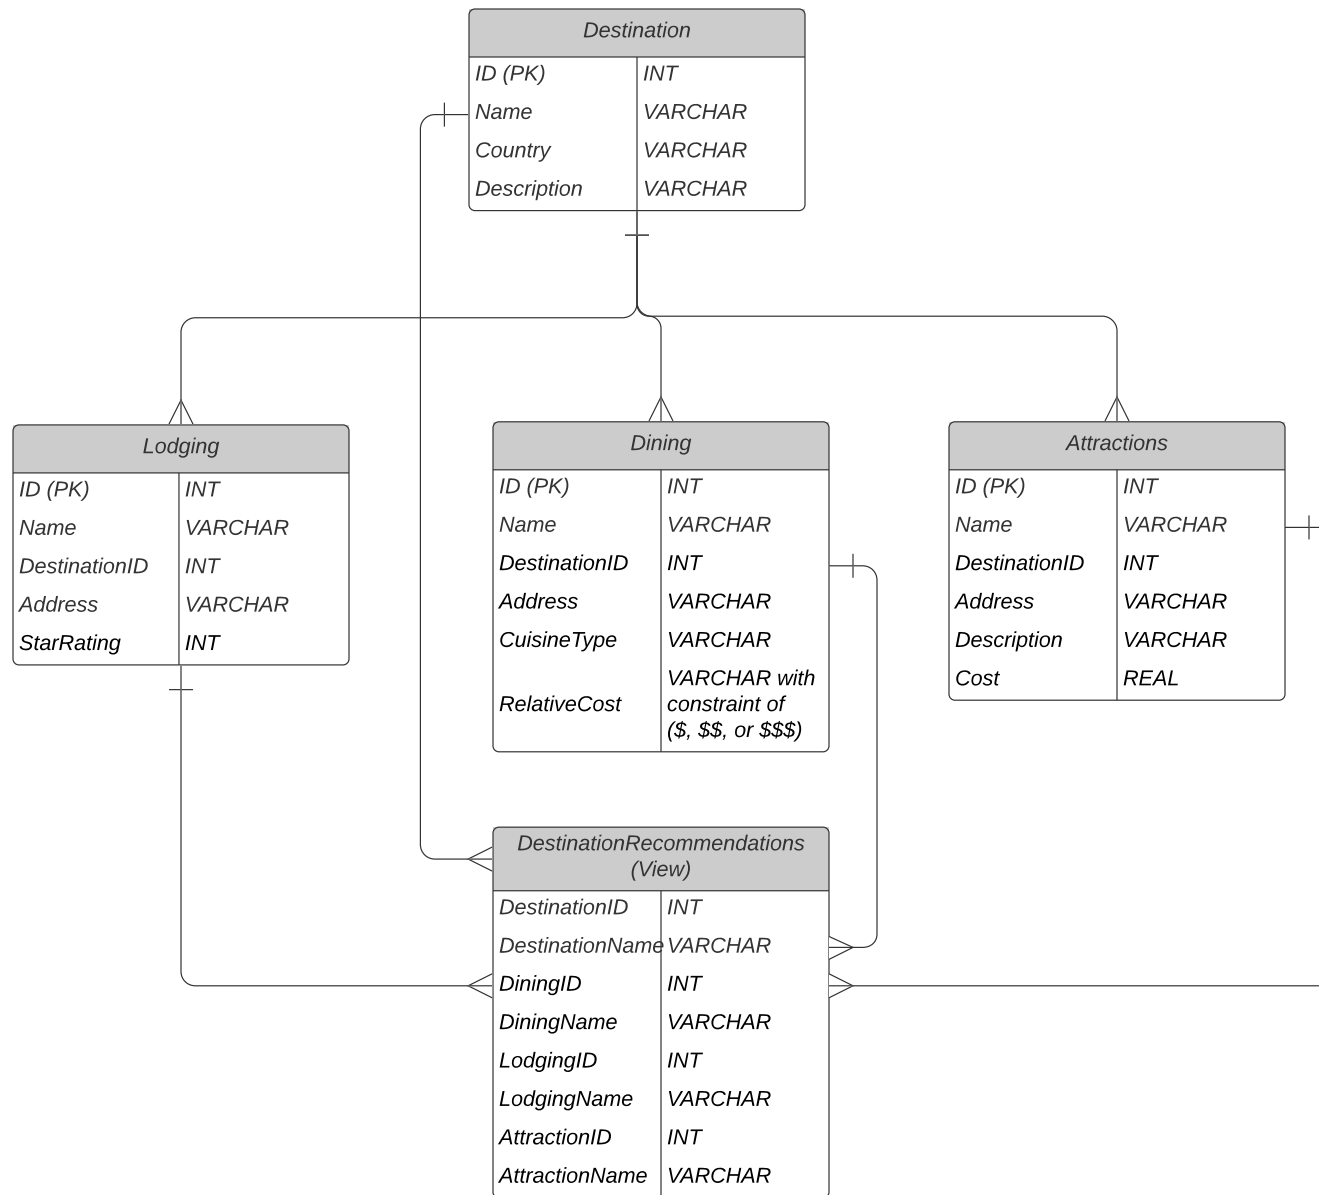 Destination
ID (PK) INT
Name VARCHAR
Country VARCHAR
Description VARCHAR
Lodging
ID (PK) INT
Name VARCHAR
DestinationID INT
Address VARCHAR
StarRating INT
Dining
ID (PK) INT
Name VARCHAR
DestinationID INT
Address VARCHAR
CuisineType VARCHAR
RelativeCost VARCHAR with
constraint of
($, $$, or $$$)
Attractions
ID (PK) INT
Name VARCHAR
DestinationID INT
Address VARCHAR
Description VARCHAR
Cost REAL
DestinationRecommendations
(View)
DestinationID INT
DestinationName VARCHAR
DiningID INT
DiningName VARCHAR
LodgingID INT
LodgingName VARCHAR
AttractionID INT
AttractionName VARCHAR